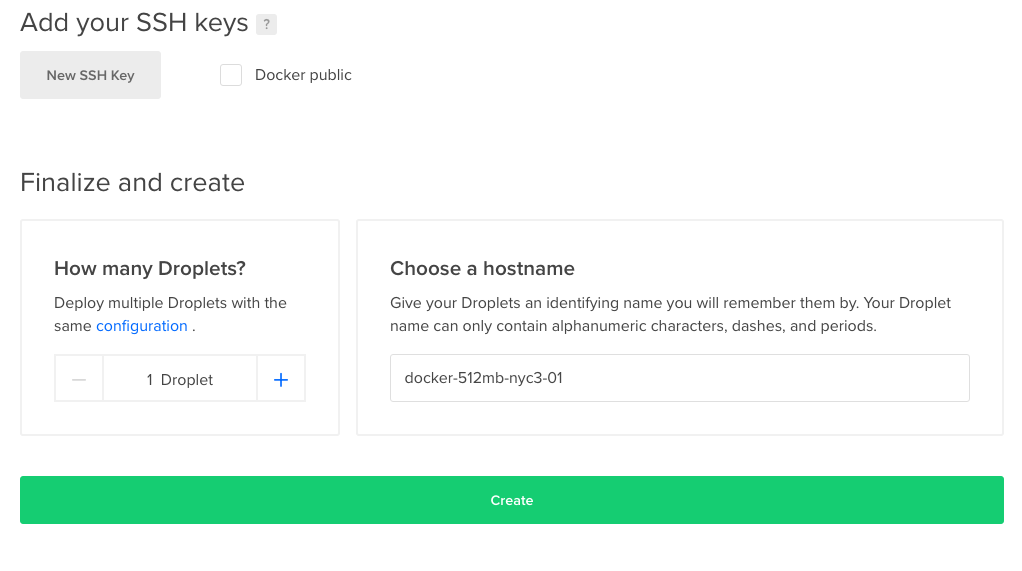 Add your SSH keys ?
New SSH Key
Docker public
Finalize and create
How many Droplets?
Deploy multiple Droplets with the
same configuration .
1 Droplet
Choose a hostname
Give your Droplets an identifying name you will remember them by. Your Droplet
name can only contain alphanumeric characters, dashes, and periods.
docker-512mb-nyc3-01
Create